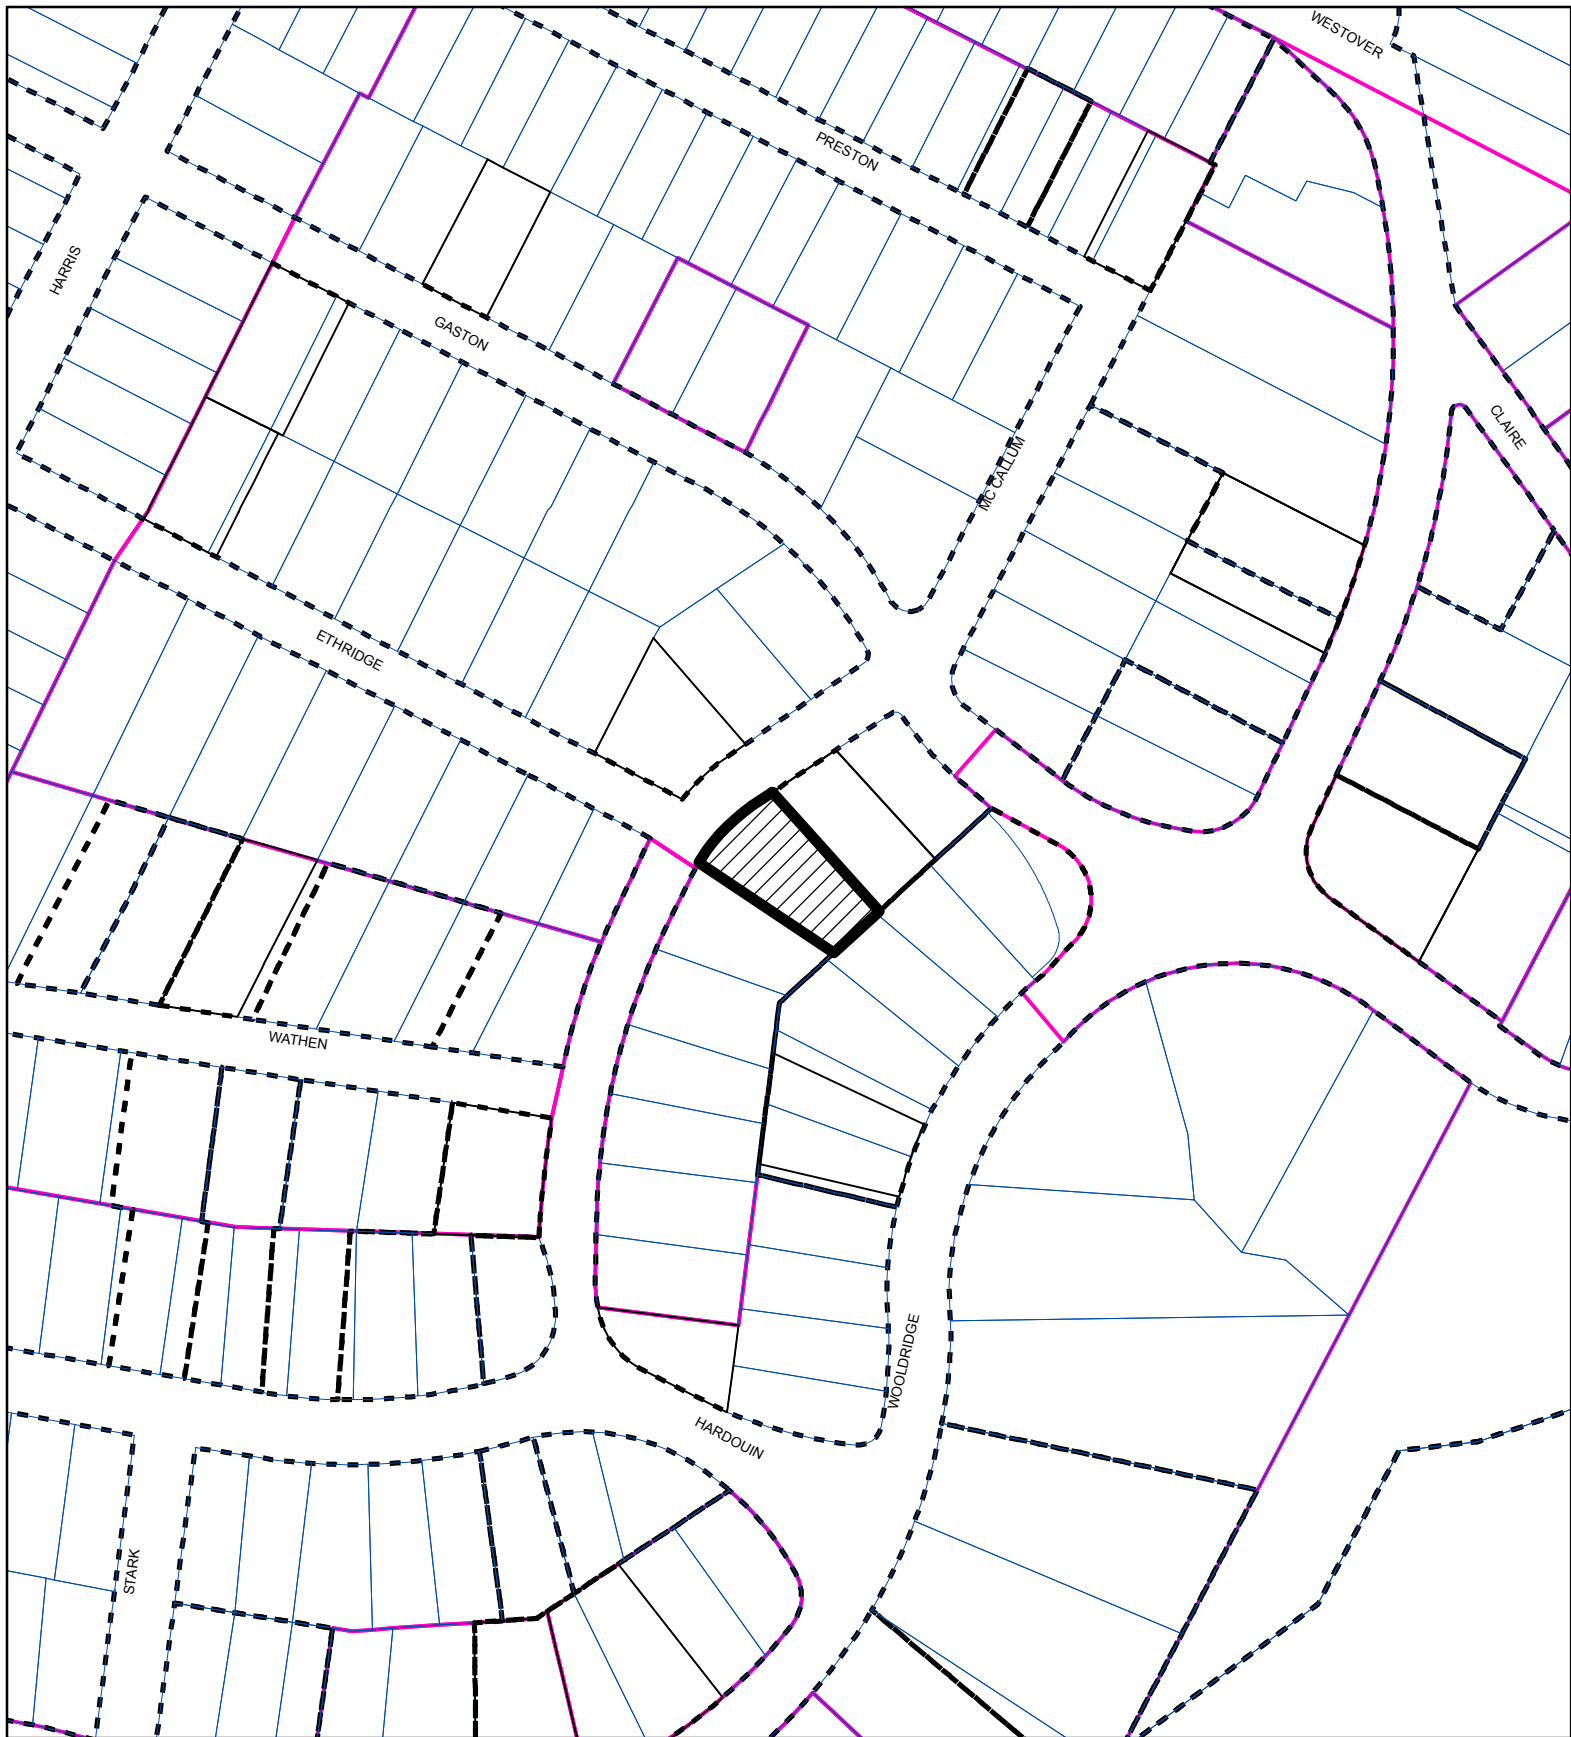 WESTOVER
PRESTON
HARRIS
GASTON
CLAIRE
MC CALLUM
ETHRIDGE
WATHEN
WOOLDRIDGE
HARDOUIN
STARK